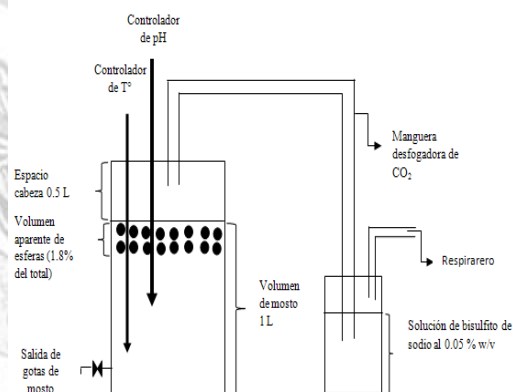 Controlador
de pH
Controlador
de Tº
Manguera
desfogadora de
CO₂
Espacio
cabeza 0.5 L
Volumen
aparente de
esferas (1.8%
del total)
Respirarero
Volumen
de mosto
1 L
Solución de bisulfito de
sodio al 0.05 % w/v
Salida de
gotas de
mosto